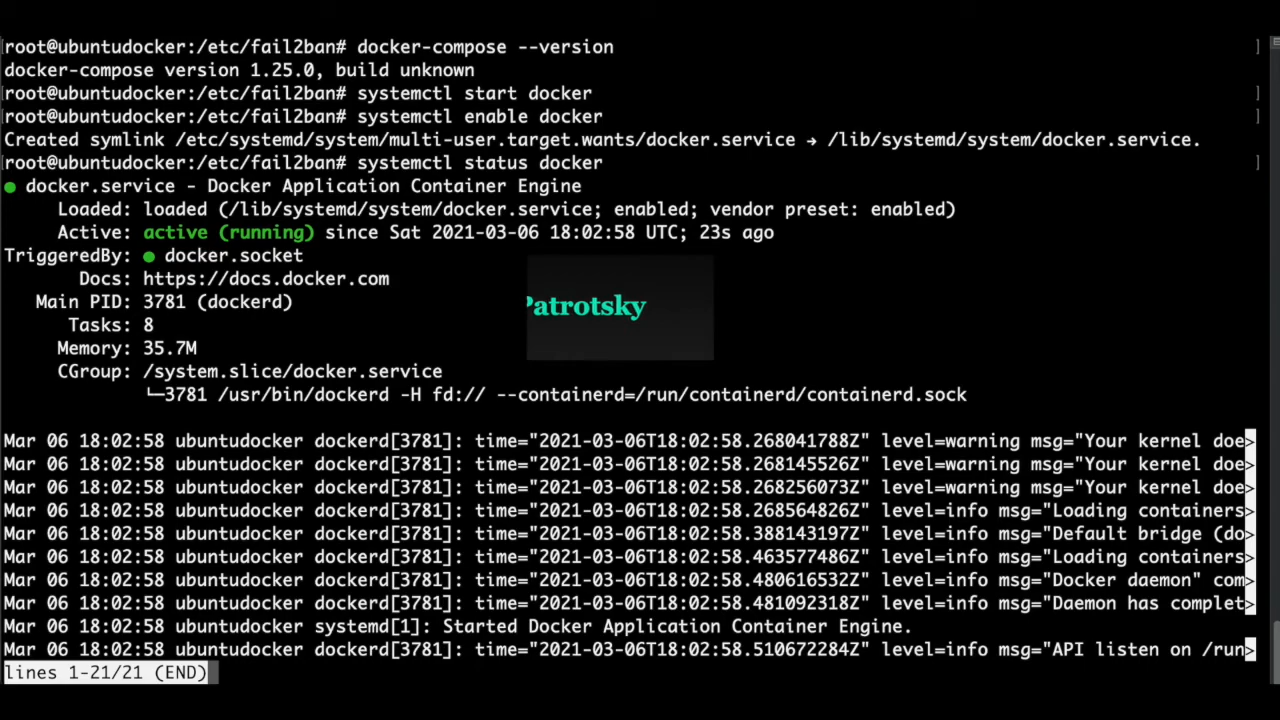 root@ubuntudocker:/etc/fail2ban# docker-compose --version
docker-compose version 1.25.0, build unknown
root@ubuntudocker:/etc/fail2ban# systemctl start docker
root@ubuntudocker:/etc/fail2ban# systemctl enable docker
Created symlink /etc/systemd/system/multi-user.target.wants/docker.service → /lib/systemd/system/docker.service.
root@ubuntudocker:/etc/fail2ban# systemctl status docker
● docker.service - Docker Application Container Engine
Loaded: loaded (/lib/systemd/system/docker.service; enabled; vendor preset: enabled)
Active: active (running) since Sat 2021-03-06 18:02:58 UTC; 23s ago
TriggeredBy: ● docker.socket
Docs: https://docs.docker.com
Patrotsky
Main PID: 3781 (dockerd)
Tasks: 8
Memory: 35.7M
CGroup: /system.slice/docker.service
└─3781 /usr/bin/dockerd -H fd:// --containerd=/run/containerd/containerd.sock
Mar 06 18:02:58 ubuntudocker dockerd[3781]: time="2021-03-06T18:02:58.268041788Z" level=warning msg="Your kernel doe>
Mar 06 18:02:58 ubuntudocker dockerd[3781]: time="2021-03-06T18:02:58.268145526Z" level=warning msg="Your kernel doe>
Mar 06 18:02:58 ubuntudocker dockerd[3781]: time="2021-03-06T18:02:58.268256073Z" level=warning msg="Your kernel doe>
Mar 06 18:02:58 ubuntudocker dockerd[3781]: time="2021-03-06T18:02:58.268564826Z" level=info msg="Loading containers>
Mar 06 18:02:58 ubuntudocker dockerd[3781]: time="2021-03-06T18:02:58.388143197Z" level=info msg="Default bridge (do>
Mar 06 18:02:58 ubuntudocker dockerd[3781]: time="2021-03-06T18:02:58.463577486Z" level=info msg="Loading containers>
Mar 06 18:02:58 ubuntudocker dockerd[3781]: time="2021-03-06T18:02:58.480616532Z" level=info msg="Docker daemon" com>
Mar 06 18:02:58 ubuntudocker dockerd[3781]: time="2021-03-06T18:02:58.481092318Z" level=info msg="Daemon has complet>
Mar 06 18:02:58 ubuntudocker systemd[1]: Started Docker Application Container Engine.
Mar 06 18:02:58 ubuntudocker dockerd[3781]: time="2021-03-06T18:02:58.510672284Z" level=info msg="API listen on /run>
lines 1-21/21 (END)